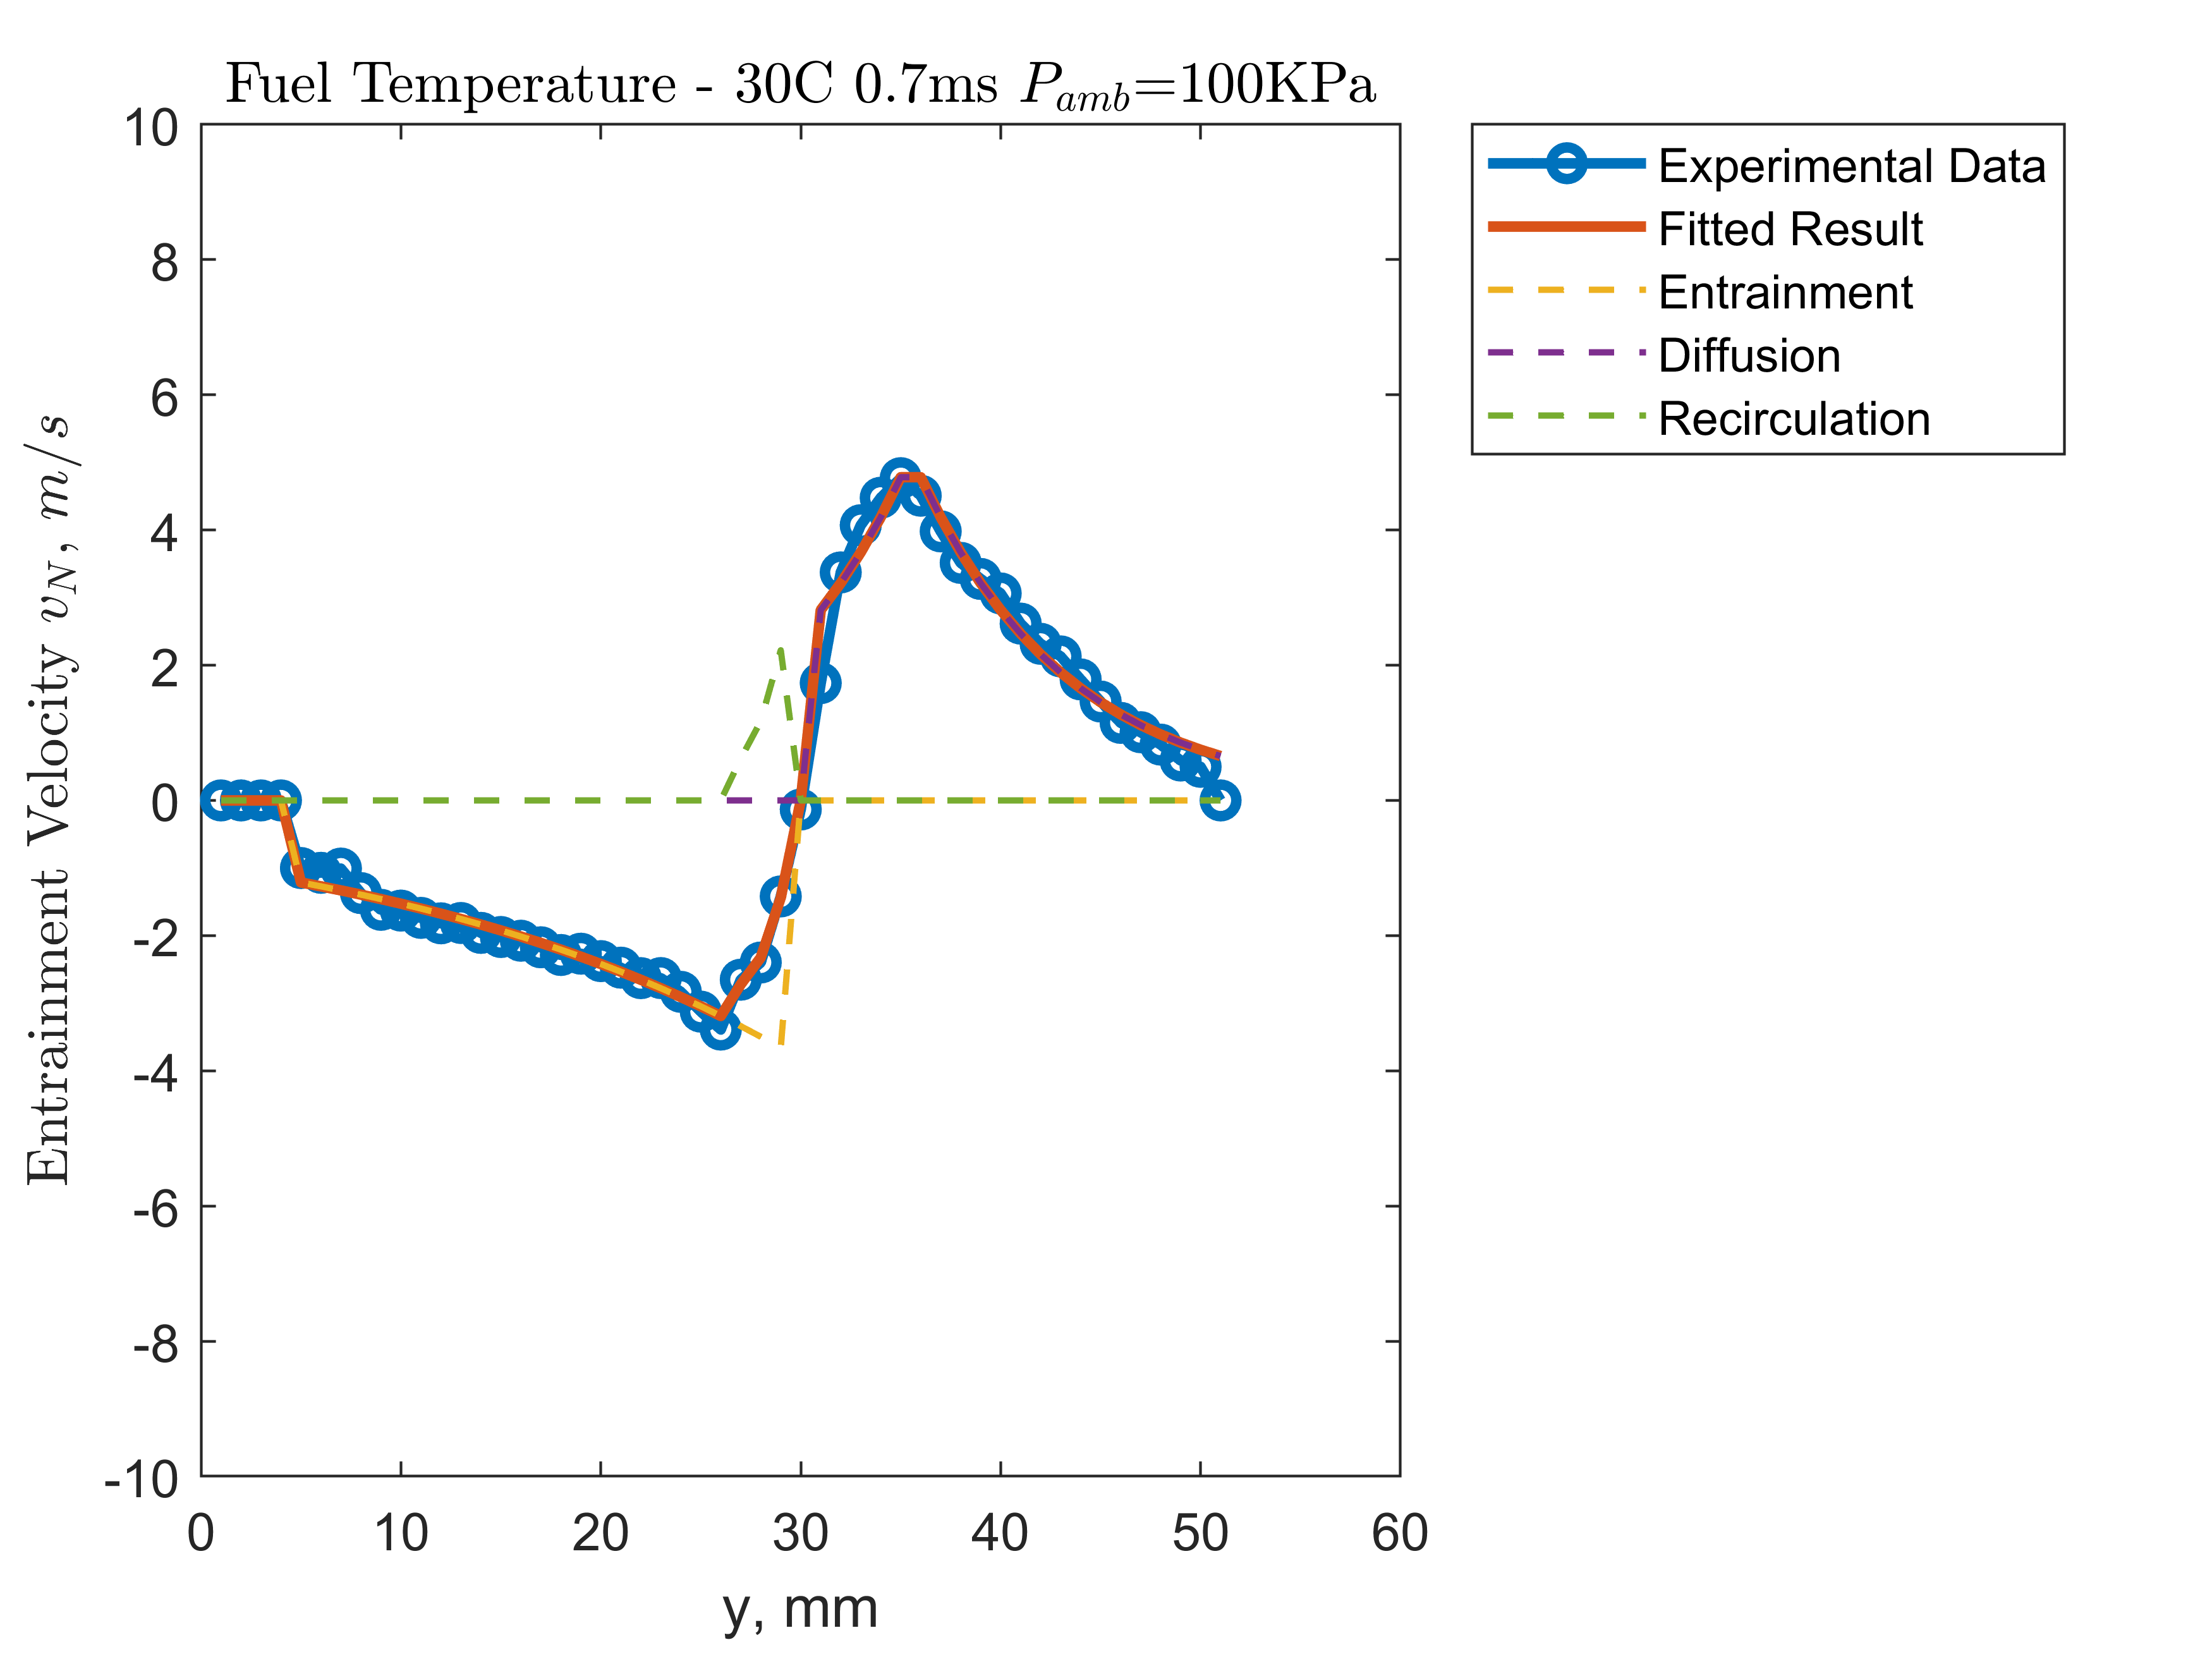 Fuel Temperature - 30C 0.7ms P_amb=100KPa
Entrainment Velocity v_N, m/s
10
8
6
4
2
0
-2
-4
-6
-8
-10
0 10 20 30 40 50 60
y, mm
Experimental Data
Fitted Result
Entrainment
Diffusion
Recirculation